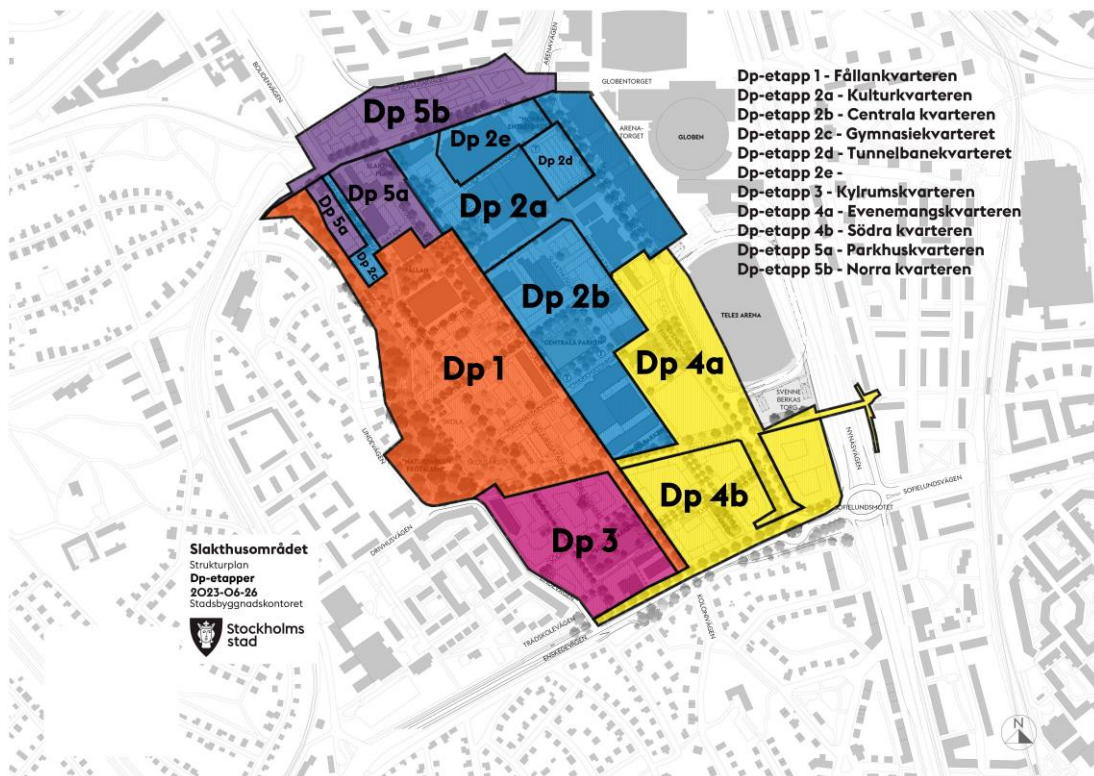 Dp-etapp 1 - Fållankvarteren
Dp-etapp 2a - Kulturkvarteren
Dp-etapp 2b - Centrala kvarteren
Dp-etapp 2c - Gymnasiekvarteret
Dp-etapp 2d - Tunnelbanekvarteret
Dp-etapp 2e -
Dp-etapp 3 - Kylrumskvarteren
Dp-etapp 4a - Evenemangskvarteren
Dp-etapp 4b - Södra kvarteren
Dp-etapp 5a - Parkhuskvarteren
Dp-etapp 5b - Norra kvarteren
BOLIDENVÄGEN
ARENAVÄGEN
GLOBENTORGET
ARENA-
TORGET
GLOBEN
Dp 5b
Dp 2e
Dp 2d
Dp 5a
Dp 5a
Dp 2a
Dp 2c
FÅLLAN
Dp 2b
TELE2 ARENA
CENTRALA PARKEN
Dp 1
Dp 4a
SVENNE
BERKAS
TORG
LINDEVÄGEN
NYNÄSVÄGEN
Dp 4b
SOFIELUNDSVÄGEN
SOFIELUNDSMOTET
Dp 3
DRIVHUSVÄGEN
TRÄDSKOLEVÄGEN
ENSKEDEVÄGEN
KOLONIVÄGEN
Slakthusområdet
Strukturplan
Dp-etapper
2023-06-26
Stadsbyggnadskontoret
Stockholms
stad
N